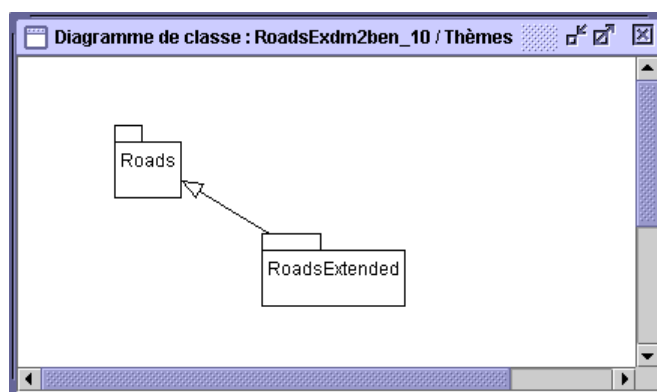 Diagramme de classe : RoadsExdm2ben_10 / Thèmes
Roads
RoadsExtended